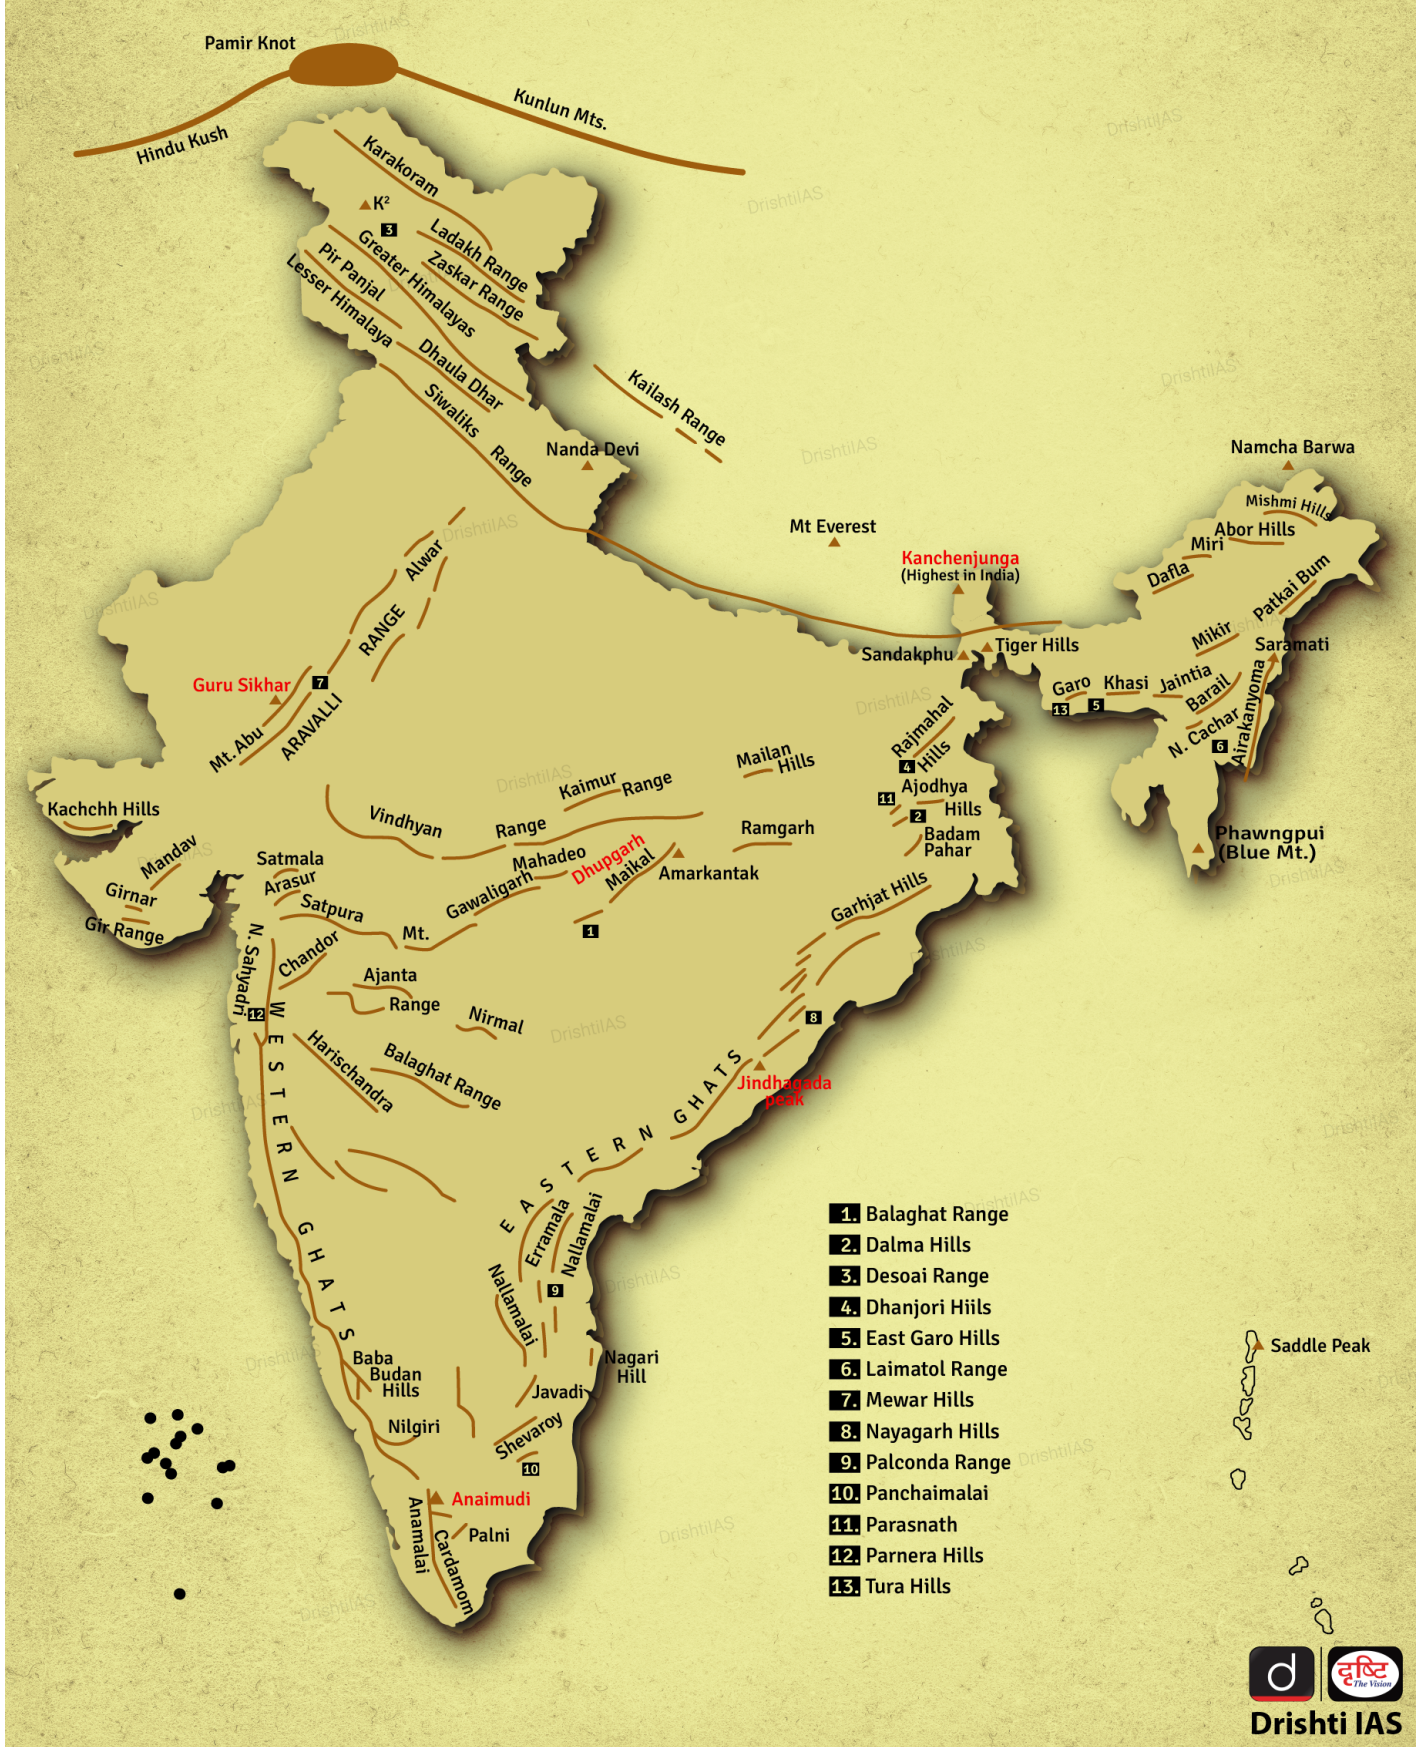 Pamir Knot
Hindu Kush
Kunlun Mts.
Karakoram
K²
3
Ladakh Range
Zaskar Range
Greater Himalayas
Pir Panjal
Lesser Himalaya
Dhaula Dhar
Siwaliks Range
Kailash Range
Nanda Devi
Mt Everest
Kanchenjunga
(Highest in India)
Namcha Barwa
Mishmi Hills
Abor Hills
Miri
Dafla
Patkai Bum
Mikir
Saramati
Sandakphu
Tiger Hills
Garo
13
5
Khasi
Jaintia
Barail
N. Cachar
6
Airakanyoma
Phawngpui
(Blue Mt.)
Alwar
RANGE
ARAVALLI
Guru Sikhar
7
Mt. Abu
Rajmahal
Hills
4
Ajodhya
Hills
11
2
Badam
Pahar
Mailan
Hills
Kaimur Range
Vindhyan Range
Ramgarh
Mahadeo
Dhupgarh
Maikal
Amarkantak
Gawaligarh
1
Kachchh Hills
Mandav
Girnar
Gir Range
Satmala
Arasur
Satpura
Mt.
Garhjat Hills
N. Sahyadri
Chandor
Ajanta
Range
Nirmal
12
Harischandra
Balaghat Range
8
Jindhagada
peak
WESTERN GHATS
EASTERN GHATS
Erramala
Nallamalai
Nallamalai
9
Nagari
Hill
Javadi
Shevaroy
10
Baba
Budan
Hills
Nilgiri
Anaimudi
Anamalai
Cardamom
Palni
1. Balaghat Range
2. Dalma Hills
3. Desoai Range
4. Dhanjori Hiils
5. East Garo Hills
6. Laimatol Range
7. Mewar Hills
8. Nayagarh Hills
9. Palconda Range
10. Panchaimalai
11. Parasnath
12. Parnera Hills
13. Tura Hills
Saddle Peak
d
दृष्टि
The Vision
Drishti IAS
DrishtiIAS